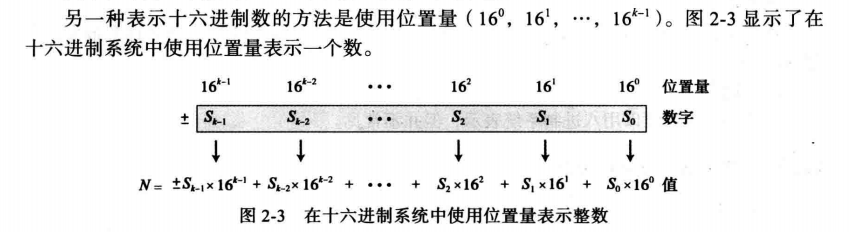 另一种表示十六进制数的方法是使用位置量（16⁰，16¹，…，16ᵏ⁻¹）。图 2-3 显示了在
十六进制系统中使用位置量表示一个数。
16ᵏ⁻¹ 16ᵏ⁻² ••• 16² 16¹ 16⁰ 位置量
± Sₖ₋₁ Sₖ₋₂ ••• S₂ S₁ S₀ 数字
N = ±Sₖ₋₁×16ᵏ⁻¹ + Sₖ₋₂×16ᵏ⁻² + ••• + S₂×16² + S₁×16¹ + S₀×16⁰ 值
图 2-3 在十六进制系统中使用位置量表示整数